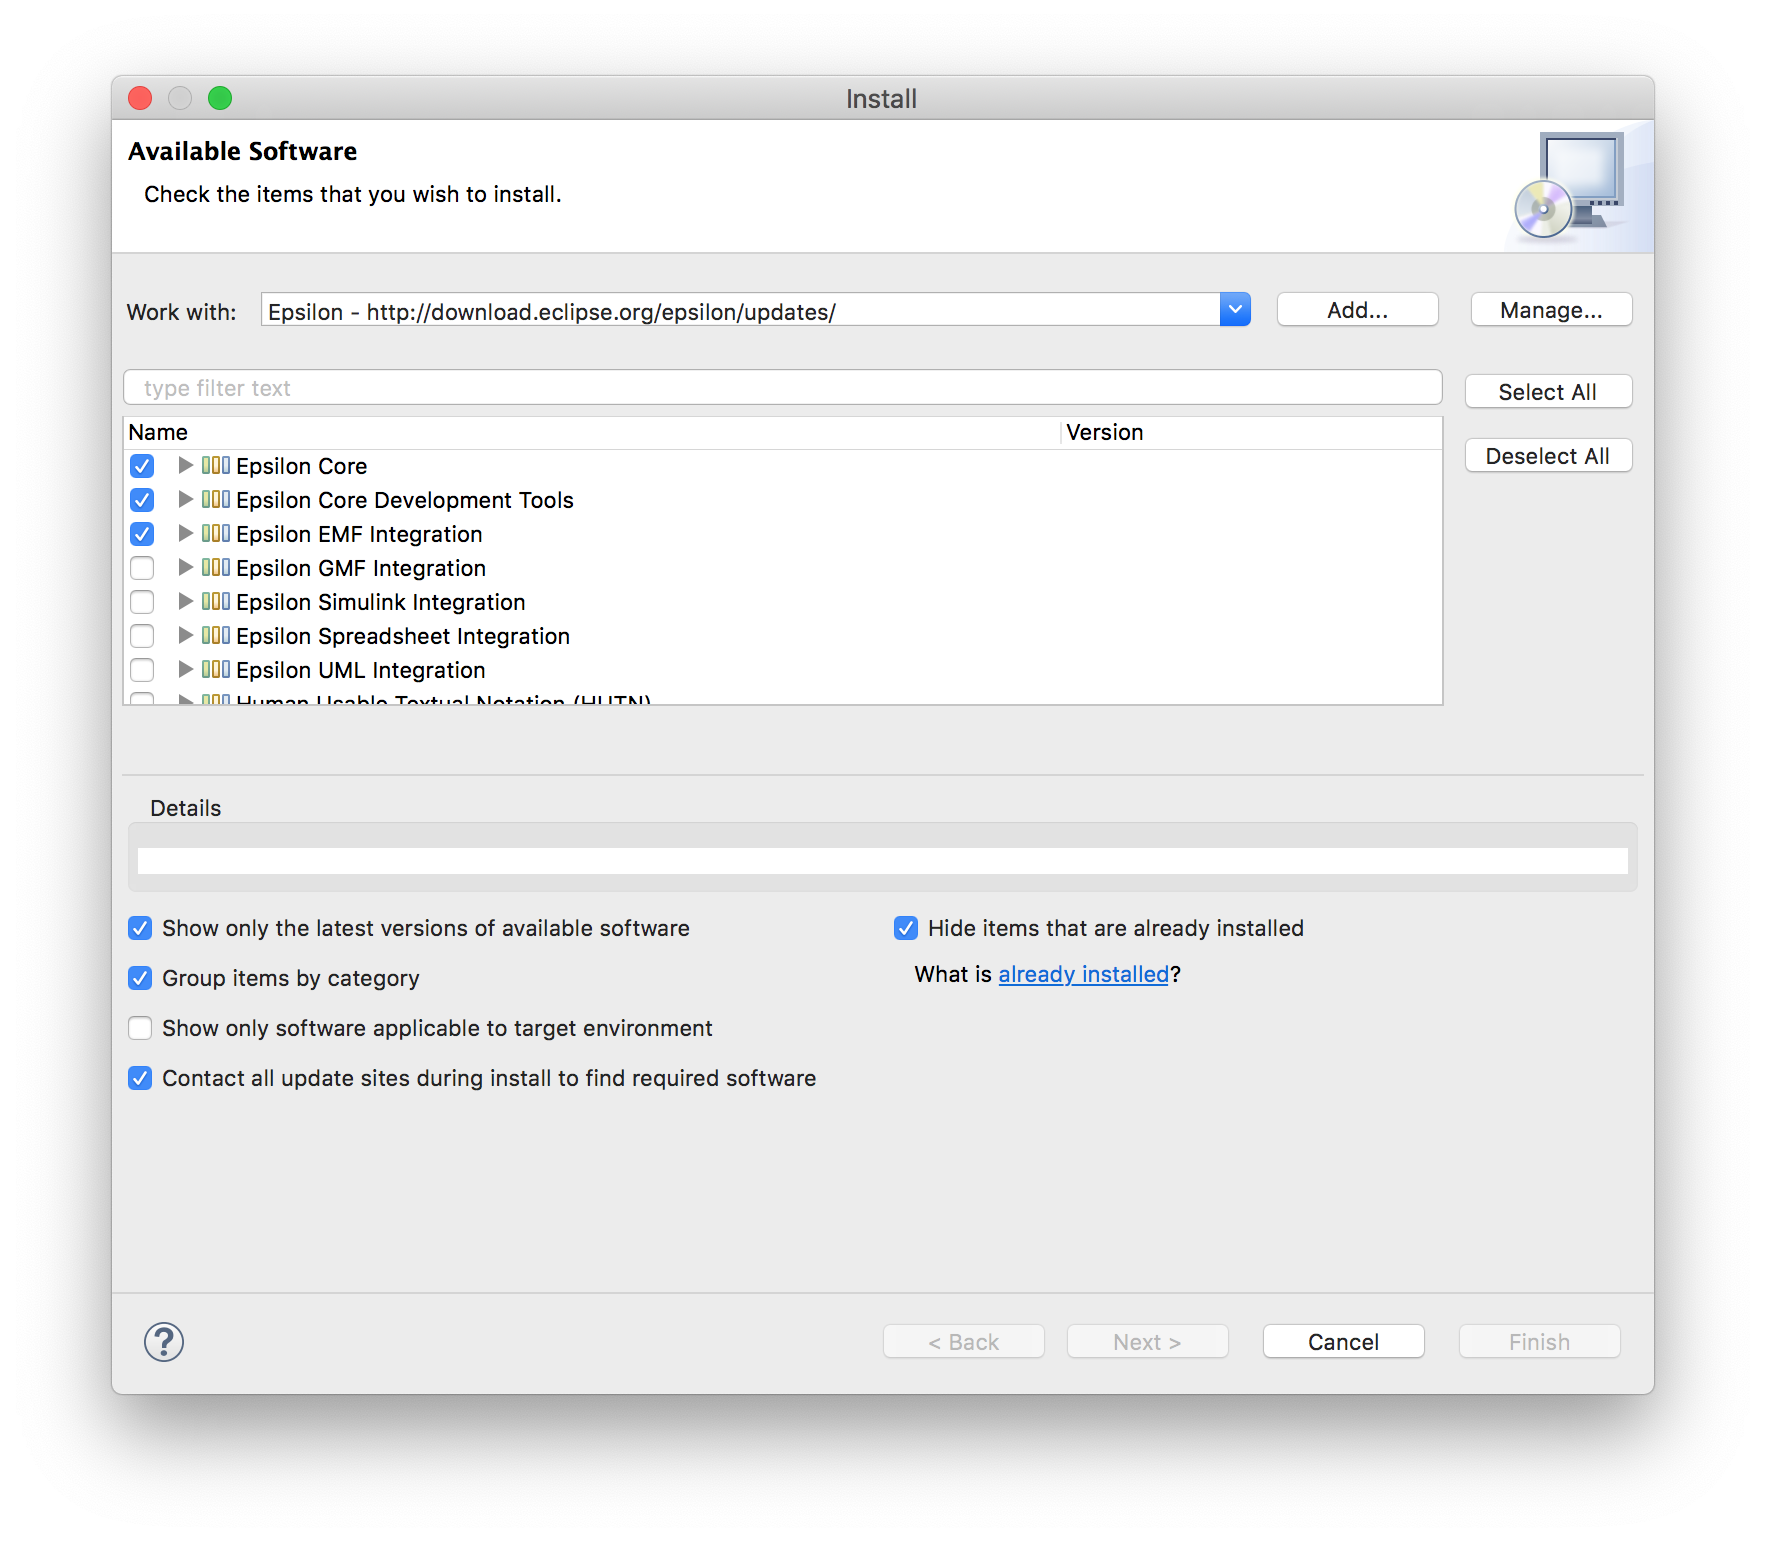 Install
Available Software
Check the items that you wish to install.
Work with: Epsilon - http://download.eclipse.org/epsilon/updates/ Add... Manage...
type filter text
Select All
Name Version
Deselect All
Epsilon Core
Epsilon Core Development Tools
Epsilon EMF Integration
Epsilon GMF Integration
Epsilon Simulink Integration
Epsilon Spreadsheet Integration
Epsilon UML Integration
Human Usable Textual Notation (HUTN)
Details
Show only the latest versions of available software Hide items that are already installed
Group items by category What is already installed?
Show only software applicable to target environment
Contact all update sites during install to find required software
? < Back Next > Cancel Finish